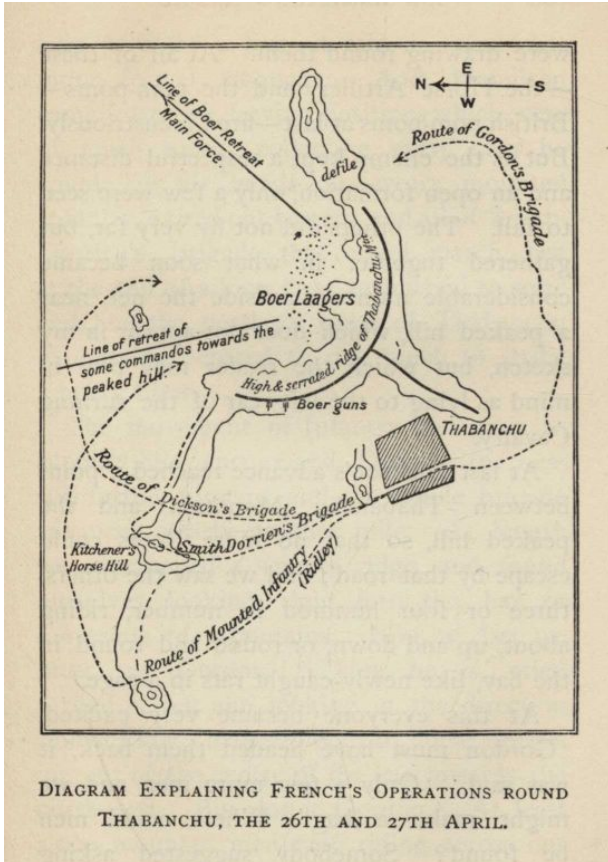 E
N S
W
Line of Boer Retreat
Main Force
defile
Route of Gordon's Brigade
Boer Laagers
High & serrated ridge of Thabanchu Mtn
Line of retreat of
some commandos towards the
peaked hill.
Boer guns
THABANCHU
Route of
Dickson's Brigade
Smith Dorrien's Brigade
Kitchener's
Horse Hill
Route of Mounted Infantry
(Ridley)
DIAGRAM EXPLAINING FRENCH'S OPERATIONS ROUND
THABANCHU, THE 26TH AND 27TH APRIL.